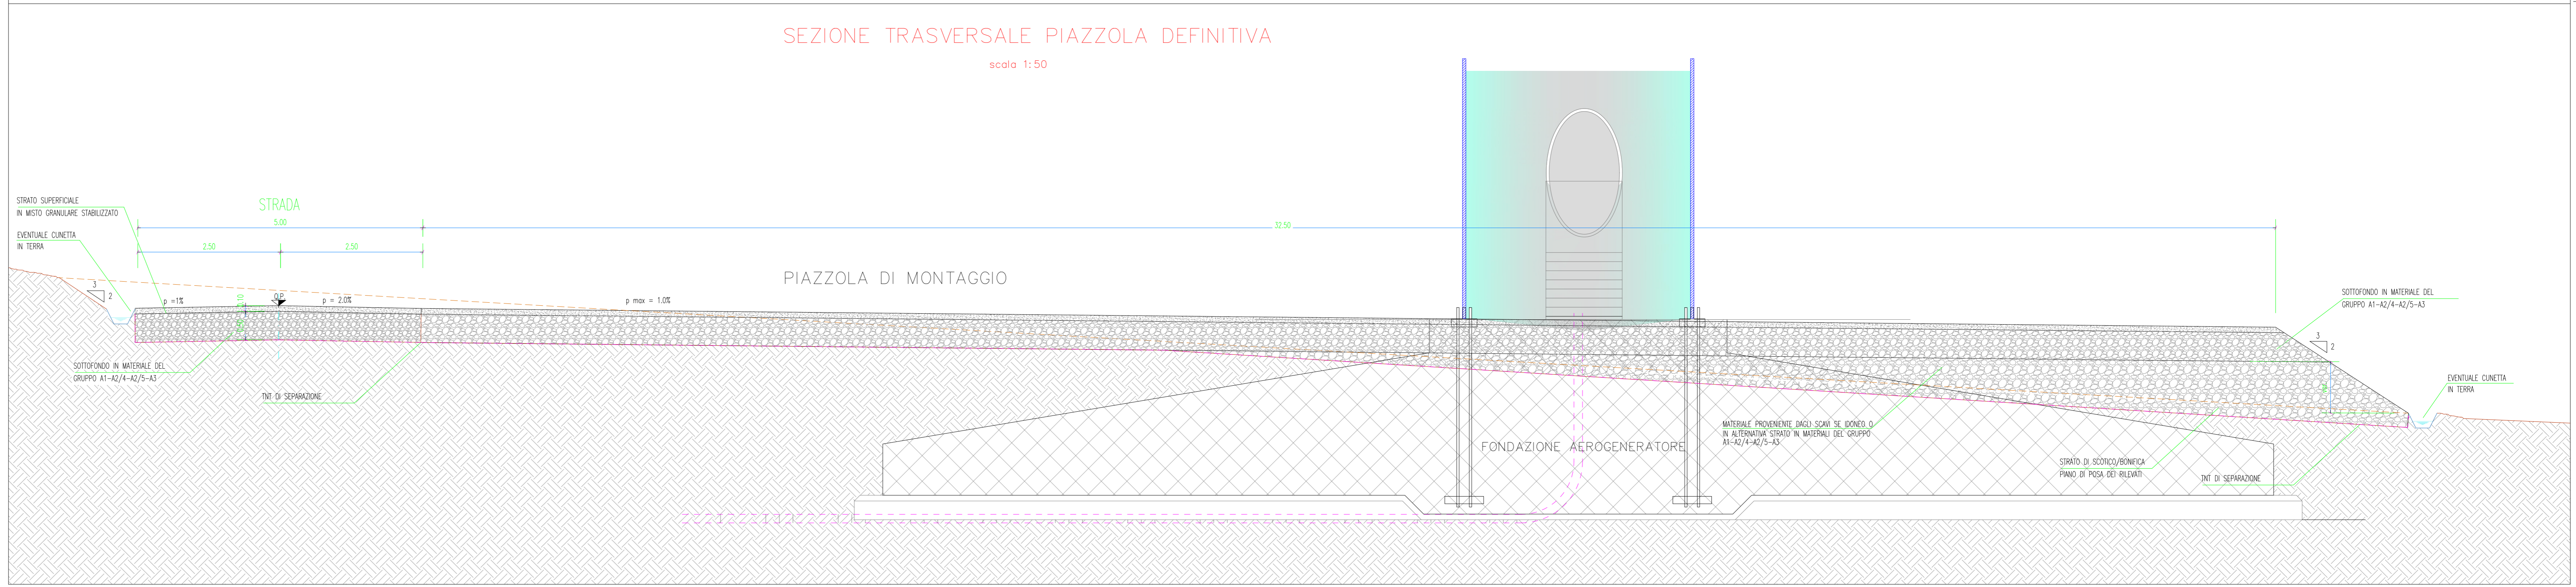 SEZIONE TRASVERSALE PIAZZOLA DEFINITIVA
scala 1:50
STRATO SUPERFICIALE
IN MISTO GRANULARE STABILIZZATO
EVENTUALE CUNETTA
IN TERRA
STRADA
5.00
32.50
2.50
2.50
PIAZZOLA DI MONTAGGIO
3
2
p =1%
0.10
Q.P.
p = 2.0%
p max = 1.0%
SOTTOFONDO IN MATERIALE DEL
GRUPPO A1-A2/4-A2/5-A3
3
2
SOTTOFONDO IN MATERIALE DEL
GRUPPO A1-A2/4-A2/5-A3
TNT DI SEPARAZIONE
EVENTUALE CUNETTA
IN TERRA
MATERIALE PROVENIENTE DAGLI SCAVI SE IDONEO O
IN ALTERNATIVA STRATO IN MATERIALI DEL GRUPPO
A1-A2/4-A2/5-A3
FONDAZIONE AEROGENERATORE
STRATO DI SCOTICO/BONIFICA
PIANO DI POSA DEI RILEVATI
TNT DI SEPARAZIONE